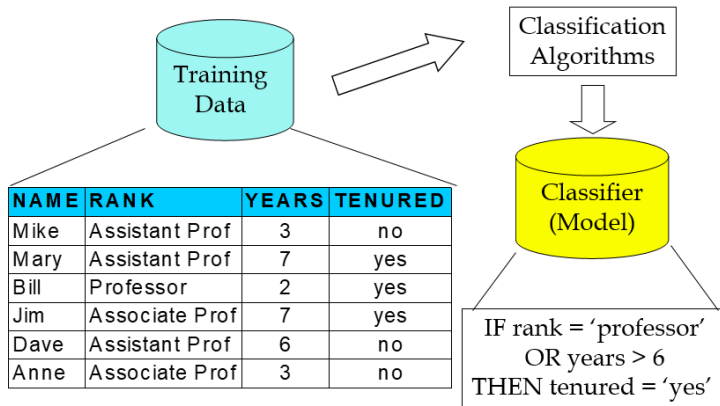 Training
Data
Classification
Algorithms
Classifier
(Model)
NAME RANK YEARS TENURED
Mike Assistant Prof 3 no
Mary Assistant Prof 7 yes
Bill Professor 2 yes
Jim Associate Prof 7 yes
Dave Assistant Prof 6 no
Anne Associate Prof 3 no
IF rank = ‘professor’
OR years > 6
THEN tenured = ‘yes’